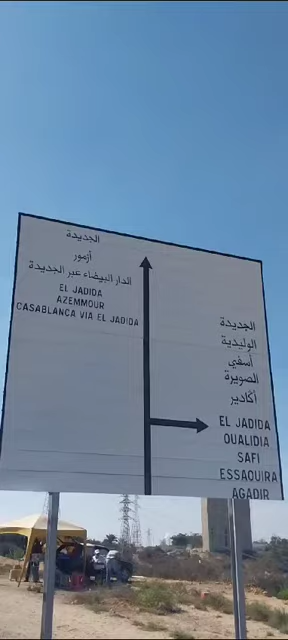 الجديدة
أزمور
الدار البيضاء عبر الجديدة
EL JADIDA
AZEMMOUR
CASABLANCA VIA EL JADIDA
الجديدة
الوليدية
أسفي
الصويرة
أكادير
EL JADIDA
OUALIDIA
SAFI
ESSAOUIRA
AGADIR